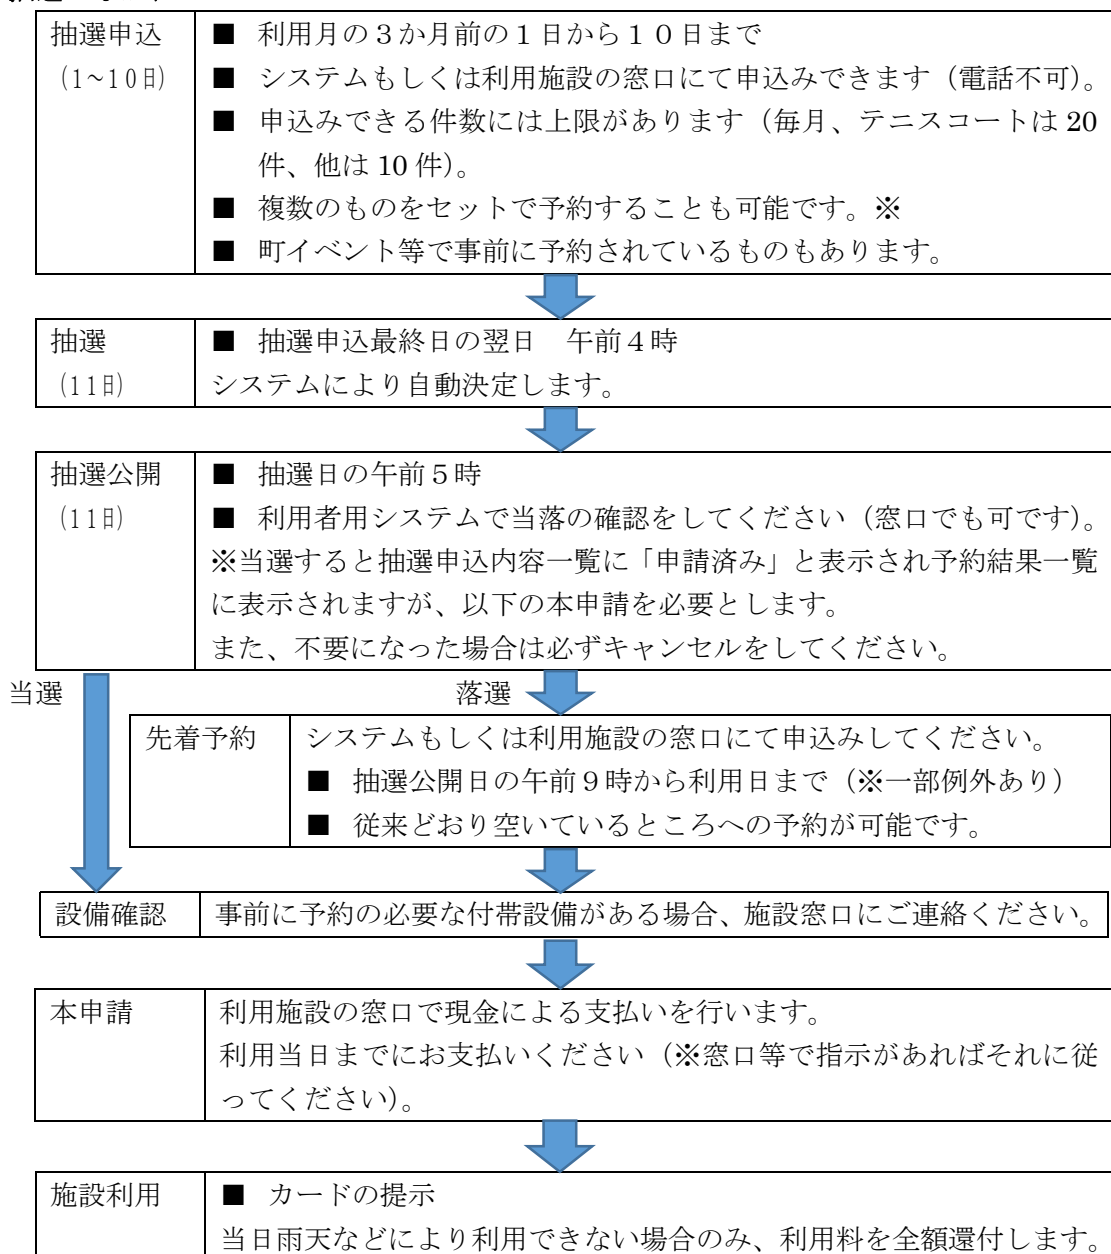 抽選申込 ■ 利用月の３か月前の１日から１０日まで
(1~10日) ■ システムもしくは利用施設の窓口にて申込みできます（電話不可）。
■ 申込みできる件数には上限があります（毎月、テニスコートは 20
件、他は 10 件）。
■ 複数のものをセットで予約することも可能です。※
■ 町イベント等で事前に予約されているものもあります。
抽選 ■ 抽選申込最終日の翌日　午前４時
(11日) システムにより自動決定します。
抽選公開 ■ 抽選日の午前５時
(11日) ■ 利用者用システムで当落の確認をしてください（窓口でも可です）。
※当選すると抽選申込内容一覧に「申請済み」と表示され予約結果一覧
に表示されますが、以下の本申請を必要とします。
また、不要になった場合は必ずキャンセルをしてください。
当選 落選
先着予約 システムもしくは利用施設の窓口にて申込みしてください。
■ 抽選公開日の午前９時から利用日まで（※一部例外あり）
■ 従来どおり空いているところへの予約が可能です。
設備確認 事前に予約の必要な付帯設備がある場合、施設窓口にご連絡ください。
本申請 利用施設の窓口で現金による支払いを行います。
利用当日までにお支払いください（※窓口等で指示があればそれに従
ってください）。
施設利用 ■ カードの提示
当日雨天などにより利用できない場合のみ、利用料を全額還付します。